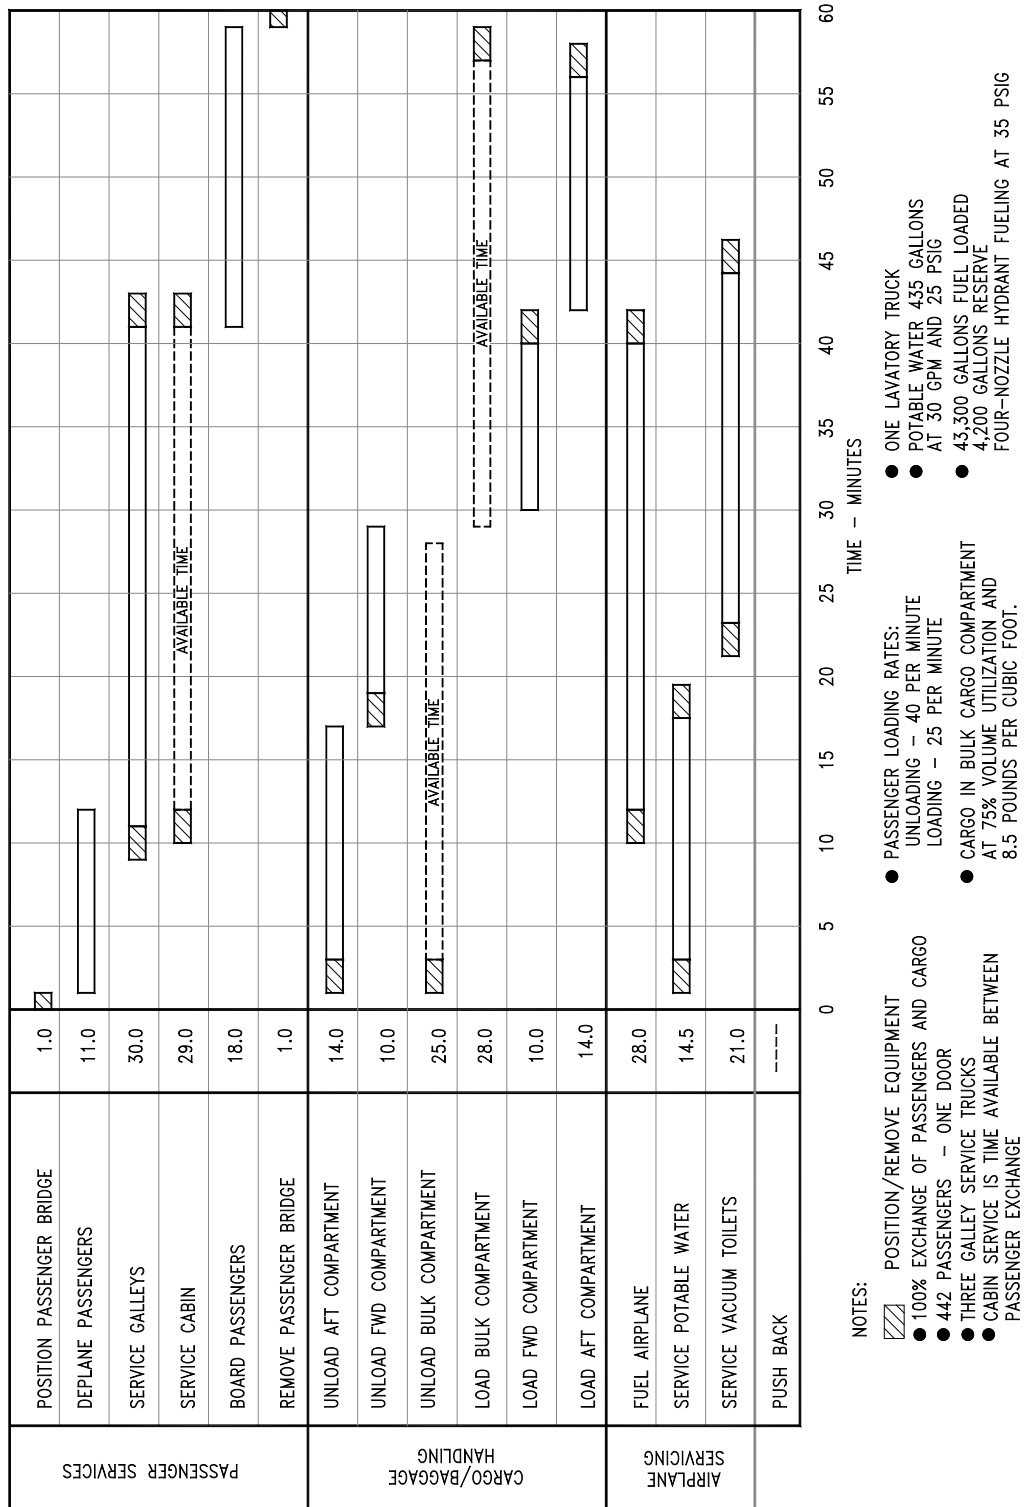 PASSENGER SERVICES
POSITION PASSENGER BRIDGE 1.0
DEPLANE PASSENGERS 11.0
SERVICE GALLEYS 30.0
SERVICE CABIN 29.0 AVAILABLE TIME
BOARD PASSENGERS 18.0
REMOVE PASSENGER BRIDGE 1.0
CARGO/BAGGAGE
HANDLING
UNLOAD AFT COMPARTMENT 14.0
UNLOAD FWD COMPARTMENT 10.0
UNLOAD BULK COMPARTMENT 25.0 AVAILABLE TIME
LOAD BULK COMPARTMENT 28.0 AVAILABLE TIME
LOAD FWD COMPARTMENT 10.0
LOAD AFT COMPARTMENT 14.0
AIRPLANE
SERVICING
FUEL AIRPLANE 28.0
SERVICE POTABLE WATER 14.5
SERVICE VACUUM TOILETS 21.0
PUSH BACK ----
0 5 10 15 20 25 30 35 40 45 50 55 60
TIME – MINUTES
NOTES:
POSITION/REMOVE EQUIPMENT
● 100% EXCHANGE OF PASSENGERS AND CARGO
● 442 PASSENGERS – ONE DOOR
● THREE GALLEY SERVICE TRUCKS
● CABIN SERVICE IS TIME AVAILABLE BETWEEN
PASSENGER EXCHANGE
● PASSENGER LOADING RATES:
UNLOADING – 40 PER MINUTE
LOADING – 25 PER MINUTE
● CARGO IN BULK CARGO COMPARTMENT
AT 75% VOLUME UTILIZATION AND
8.5 POUNDS PER CUBIC FOOT.
● ONE LAVATORY TRUCK
● POTABLE WATER 435 GALLONS
AT 30 GPM AND 25 PSIG
● 43,300 GALLONS FUEL LOADED
4,200 GALLONS RESERVE
FOUR–NOZZLE HYDRANT FUELING AT 35 PSIG